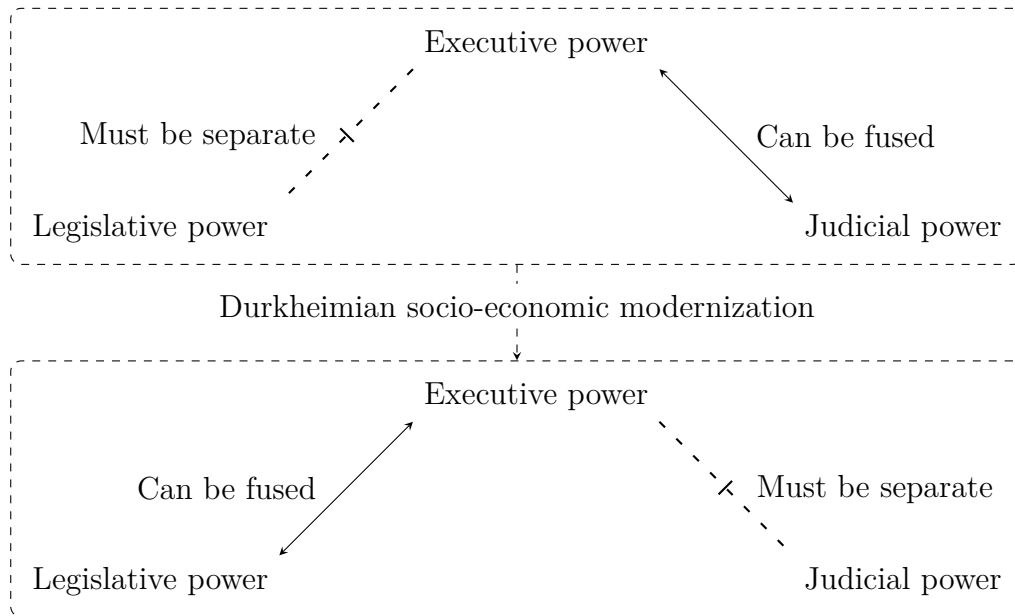 Executive power
Must be separate
Can be fused
Legislative power
Judicial power
Durkheimian socio-economic modernization
Executive power
Can be fused
Must be separate
Legislative power
Judicial power